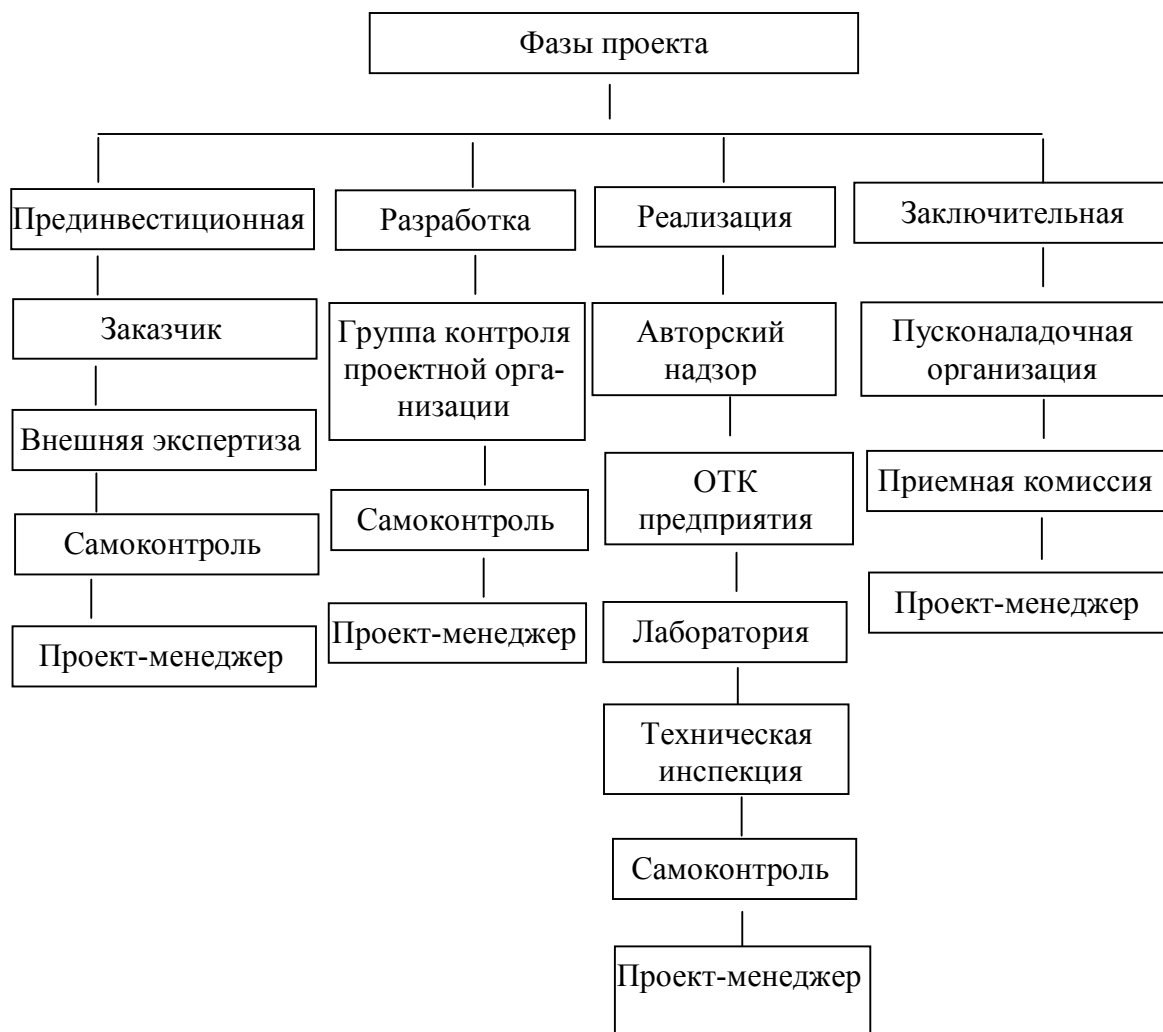 Фазы проекта
Прединвестиционная
Заказчик
Внешняя экспертиза
Самоконтроль
Проект-менеджер
Разработка
Группа контроля
проектной орга-
низации
Самоконтроль
Проект-менеджер
Реализация
Авторский
надзор
ОТК
предприятия
Лаборатория
Техническая
инспекция
Самоконтроль
Проект-менеджер
Заключительная
Пусконаладочная
организация
Приемная комиссия
Проект-менеджер